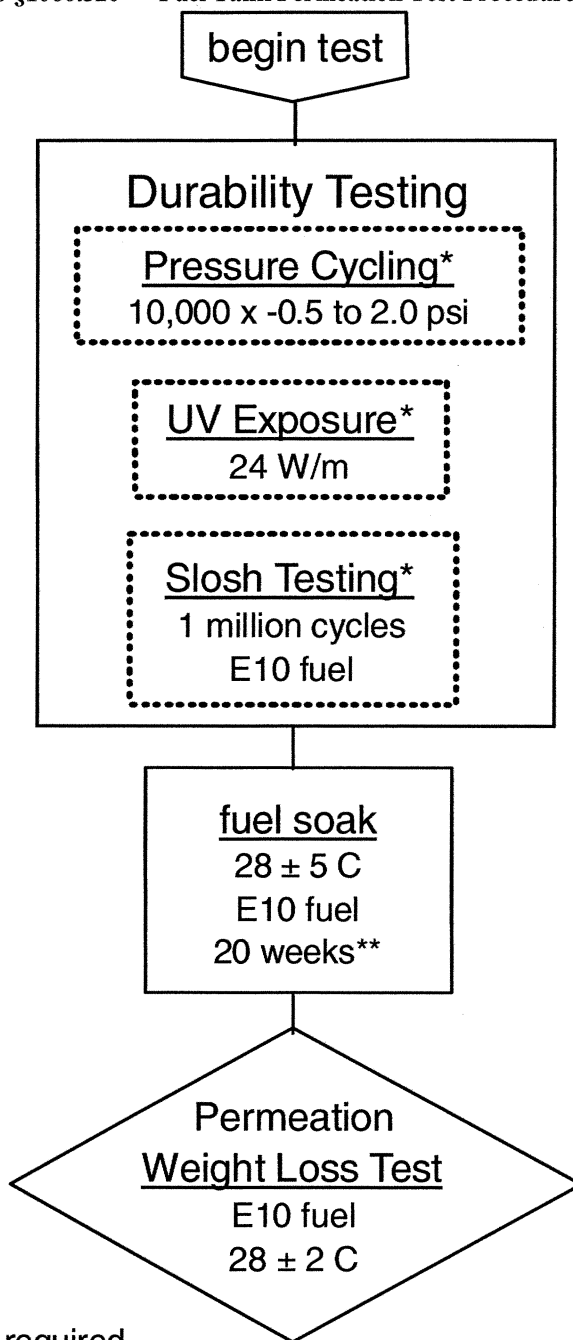 begin test
Durability Testing
Pressure Cycling*
10,000 x -0.5 to 2.0 psi
UV Exposure*
24 W/m
Slosh Testing*
1 million cycles
E10 fuel
fuel soak
28 ± 5 C
E10 fuel
20 weeks**
Permeation
Weight Loss Test
E10 fuel
28 ± 2 C
required